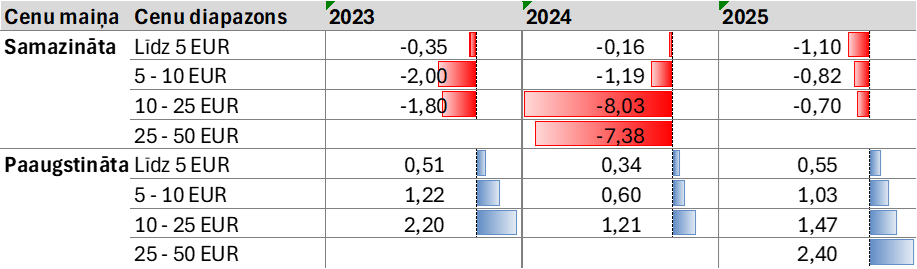 Cenu maiņa Cenu diapazons 2023 2024 2025
Samazināta Līdz 5 EUR -0,35 -0,16 -1,10
5 - 10 EUR -2,00 -1,19 -0,82
10 - 25 EUR -1,80 -8,03 -0,70
25 - 50 EUR -7,38
Paaugstināta Līdz 5 EUR 0,51 0,34 0,55
5 - 10 EUR 1,22 0,60 1,03
10 - 25 EUR 2,20 1,21 1,47
25 - 50 EUR 2,40